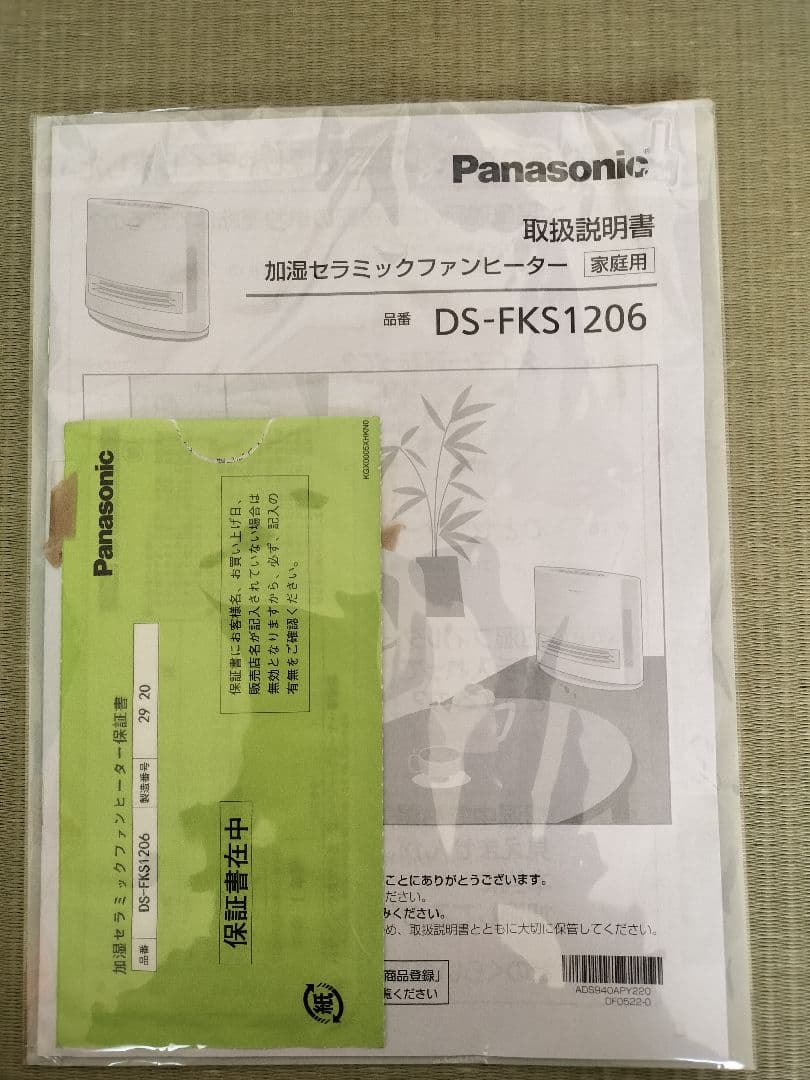 Panasonic
取扱説明書
加湿セラミックファンヒーター 家庭用
品番 DS-FKS1206
Panasonic
KGX0005XHKN0
保証書にお客様名、お買い上げ日、
販売店名が記入されていない場合は
無効となりますから、必ず、記入の
有無をご確認ください。
加湿セラミックファンヒーター保証書
品番 DS-FKS1206 製造番号 29 20
保証書在中
紙
ことにありがとうございます。
ださい。
みください。
め、取扱説明書とともに大切に保管してください。
商品登録」
覧ください
ADS940APY220
DF0522-0